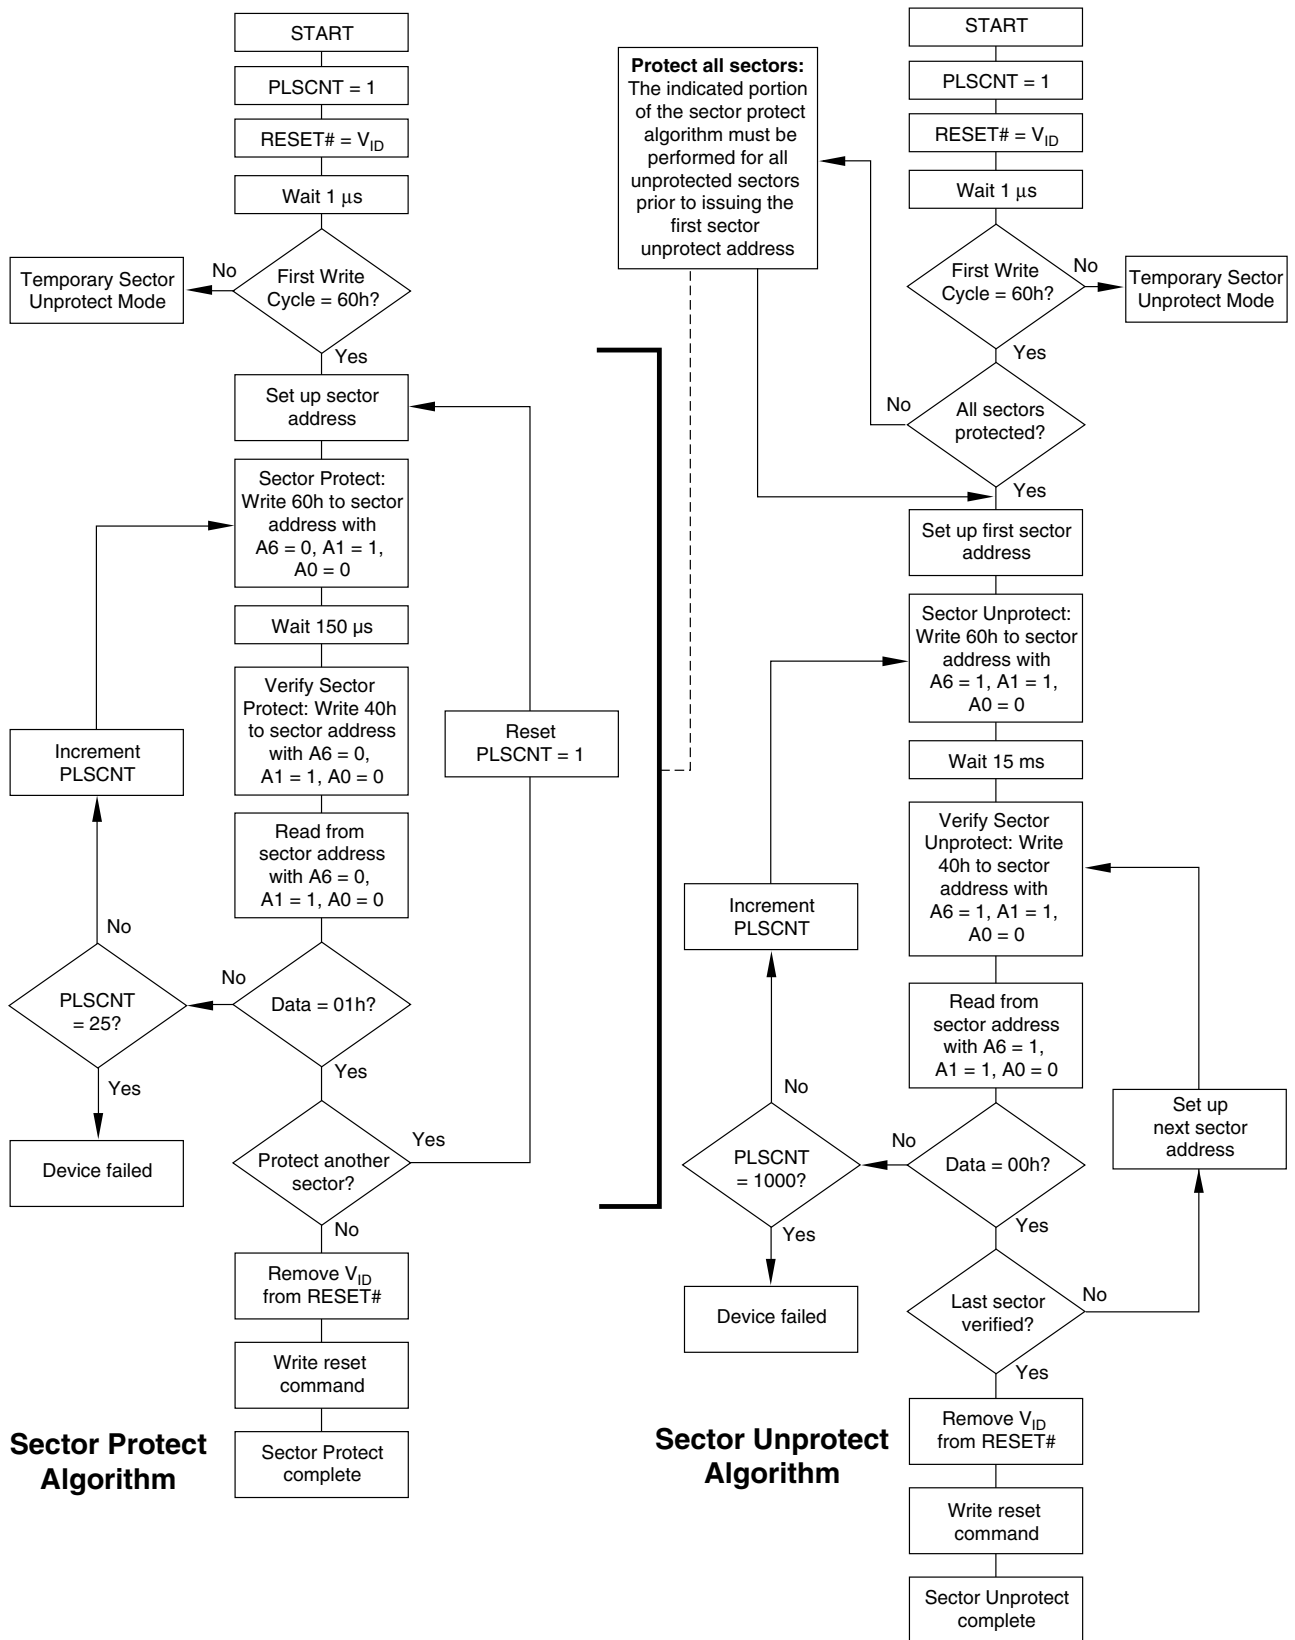 START
PLSCNT = 1
RESET# = VID
Wait 1 μs
First Write
Cycle = 60h?
No
Temporary Sector
Unprotect Mode
Yes
Set up sector
address
Sector Protect:
Write 60h to sector
address with
A6 = 0, A1 = 1,
A0 = 0
Wait 150 µs
Verify Sector
Protect: Write 40h
to sector address
with A6 = 0,
A1 = 1, A0 = 0
Reset
PLSCNT = 1
Increment
PLSCNT
Read from
sector address
with A6 = 0,
A1 = 1, A0 = 0
No
No
PLSCNT
= 25?
Data = 01h?
Yes
Yes
Device failed
Protect another
sector?
Yes
No
Remove VID
from RESET#
Write reset
command
Sector Protect
complete
Sector Protect
Algorithm
Protect all sectors:
The indicated portion
of the sector protect
algorithm must be
performed for all
unprotected sectors
prior to issuing the
first sector
unprotect address
START
PLSCNT = 1
RESET# = VID
Wait 1 μs
First Write
Cycle = 60h?
No
Temporary Sector
Unprotect Mode
Yes
All sectors
protected?
No
Yes
Set up first sector
address
Sector Unprotect:
Write 60h to sector
address with
A6 = 1, A1 = 1,
A0 = 0
Wait 15 ms
Verify Sector
Unprotect: Write
40h to sector
address with
A6 = 1, A1 = 1,
A0 = 0
Increment
PLSCNT
Read from
sector address
with A6 = 1,
A1 = 1, A0 = 0
No
No
PLSCNT
= 1000?
Data = 00h?
Set up
next sector
address
Yes
Yes
Device failed
Last sector
verified?
No
Yes
Remove VID
from RESET#
Write reset
command
Sector Unprotect
complete
Sector Unprotect
Algorithm